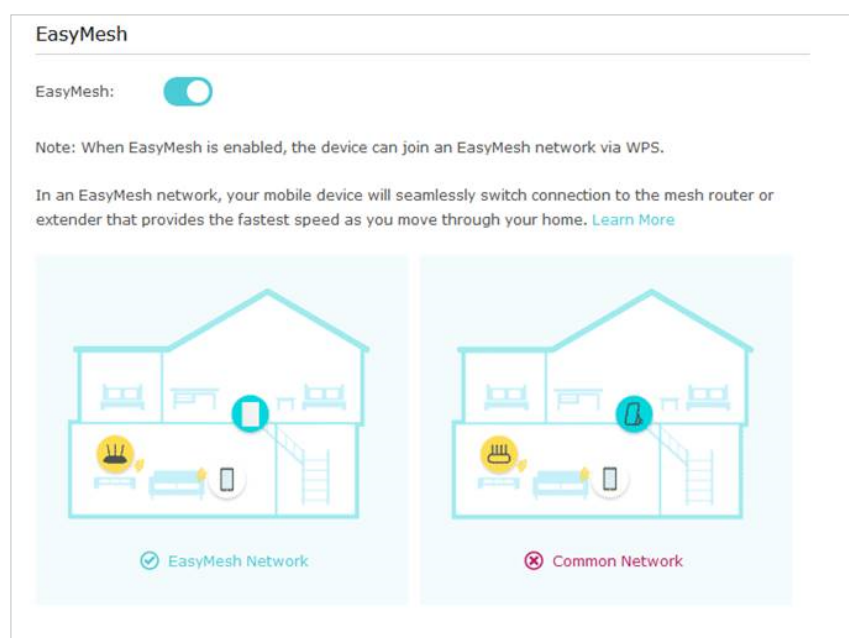 EasyMesh
EasyMesh:
Note: When EasyMesh is enabled, the device can join an EasyMesh network via WPS.
In an EasyMesh network, your mobile device will seamlessly switch connection to the mesh router or
extender that provides the fastest speed as you move through your home. Learn More
EasyMesh Network
Common Network